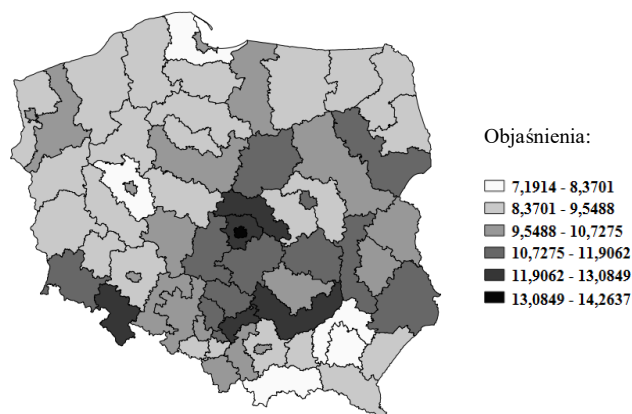 Objaśnienia:
7,1914 - 8,3701
8,3701 - 9,5488
9,5488 - 10,7275
10,7275 - 11,9062
11,9062 - 13,0849
13,0849 - 14,2637